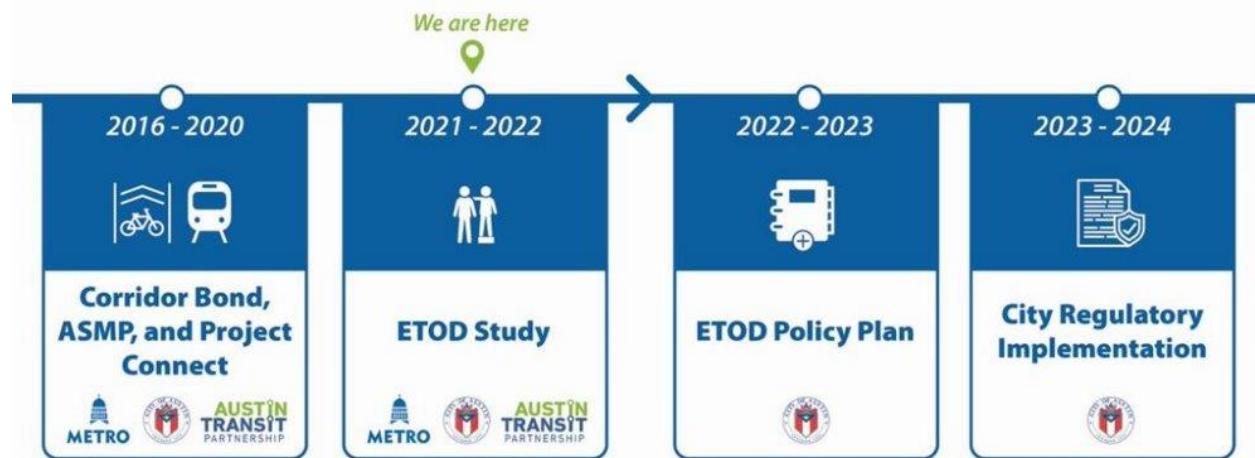 We are here
2016 - 2020
2021 - 2022
2022 - 2023
2023 - 2024
Corridor Bond,
ASMP, and Project
Connect
METRO
AUSTIN
TRANSIT
PARTNERSHIP
ETOD Study
METRO
AUSTIN
TRANSIT
PARTNERSHIP
ETOD Policy Plan
City Regulatory
Implementation